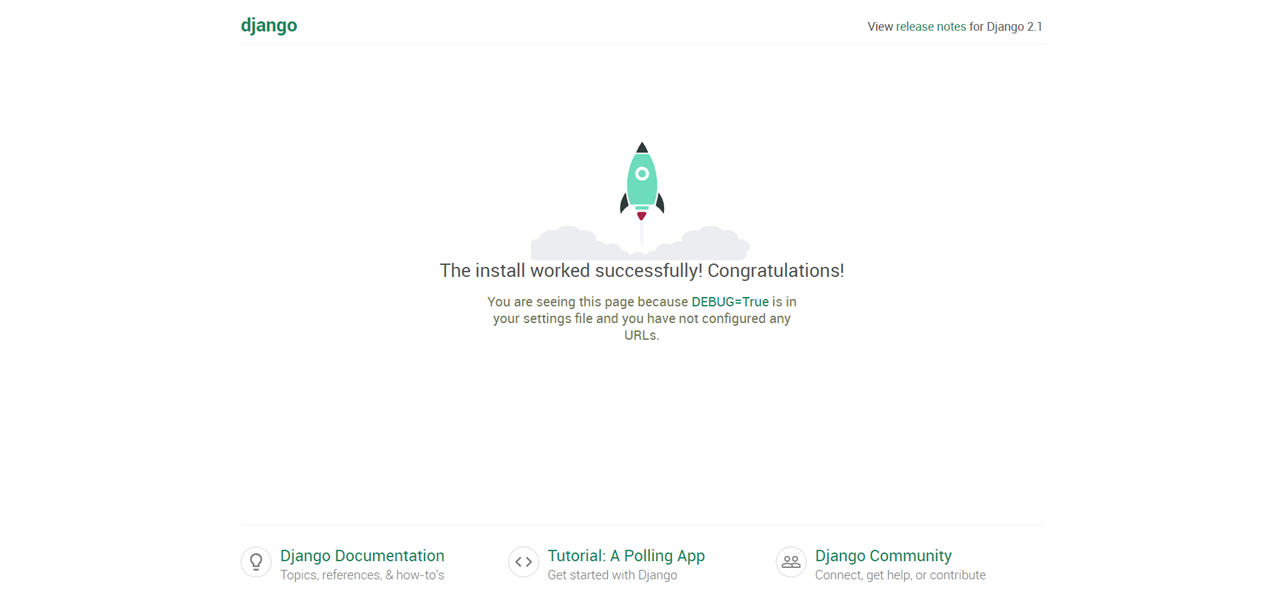 django
View release notes for Django 2.1
The install worked successfully! Congratulations!
You are seeing this page because DEBUG=True is in
your settings file and you have not configured any
URLs.
Django Documentation
Topics, references, & how-to's
Tutorial: A Polling App
Get started with Django
Django Community
Connect, get help, or contribute